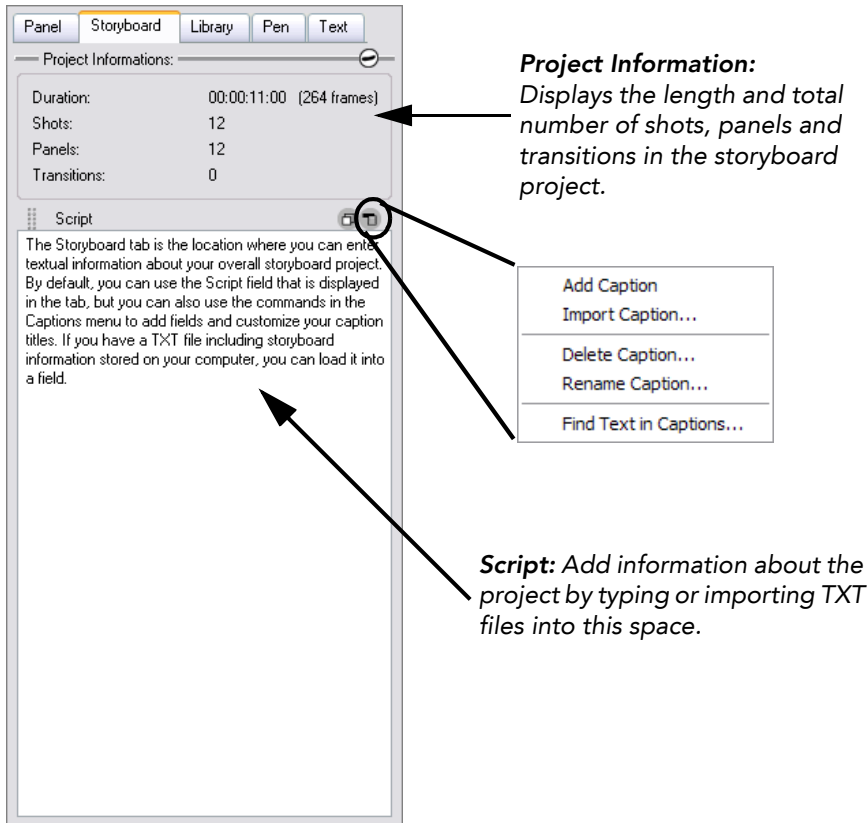 Panel Storyboard Library Pen Text
Project Informations:
Duration: 00:00:11:00 (264 frames)
Shots: 12
Panels: 12
Transitions: 0
Script
The Storyboard tab is the location where you can enter
textual information about your overall storyboard project.
By default, you can use the Script field that is displayed
in the tab, but you can also use the commands in the
Captions menu to add fields and customize your caption
titles. If you have a TXT file including storyboard
information stored on your computer, you can load it into
a field.
Project Information:
Displays the length and total
number of shots, panels and
transitions in the storyboard
project.
Add Caption
Import Caption...
Delete Caption...
Rename Caption...
Find Text in Captions...
Script: Add information about the
project by typing or importing TXT
files into this space.